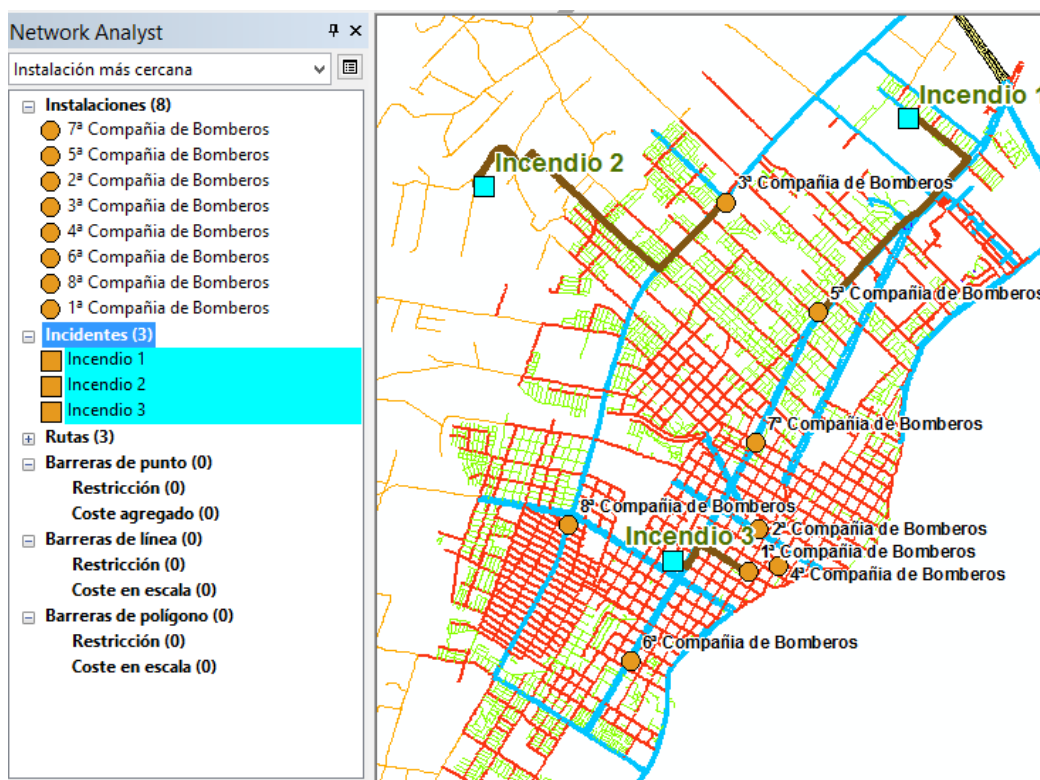 Network Analyst
Instalación más cercana
Instalaciones (8)
7ª Compañia de Bomberos
5ª Compañia de Bomberos
2ª Compañia de Bomberos
3ª Compañia de Bomberos
4ª Compañia de Bomberos
6ª Compañia de Bomberos
8ª Compañia de Bomberos
1ª Compañia de Bomberos
Incidentes (3)
Incendio 1
Incendio 2
Incendio 3
Rutas (3)
Barreras de punto (0)
Restricción (0)
Coste agregado (0)
Barreras de línea (0)
Restricción (0)
Coste en escala (0)
Barreras de polígono (0)
Restricción (0)
Coste en escala (0)
Incendio 1
Incendio 2
3ª Compañia de Bomberos
5ª Compañia de Bomberos
7ª Compañia de Bomberos
8ª Compañia de Bomberos
2ª Compañia de Bomberos
Incendio 3
1ª Compañia de Bomberos
4ª Compañia de Bomberos
6ª Compañia de Bomberos